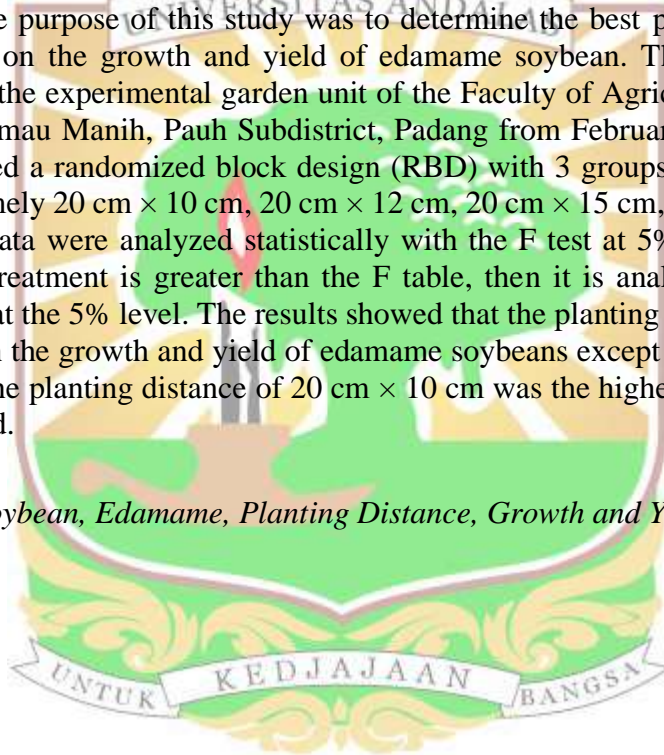 UNIVERSITAS ANDALAS
e purpose of this study was to determine the best p
on the growth and yield of edamame soybean. Th
the experimental garden unit of the Faculty of Agric
mau Manih, Pauh Subdistrict, Padang from Februar
ed a randomized block design (RBD) with 3 groups
nely 20 cm × 10 cm, 20 cm × 12 cm, 20 cm × 15 cm,
ata were analyzed statistically with the F test at 5%
reatment is greater than the F table, then it is anal
at the 5% level. The results showed that the planting
n the growth and yield of edamame soybeans except
ne planting distance of 20 cm × 10 cm was the highe
d.
oybean, Edamame, Planting Distance, Growth and Y
UNTUK KEDJAJAAN BANGSA